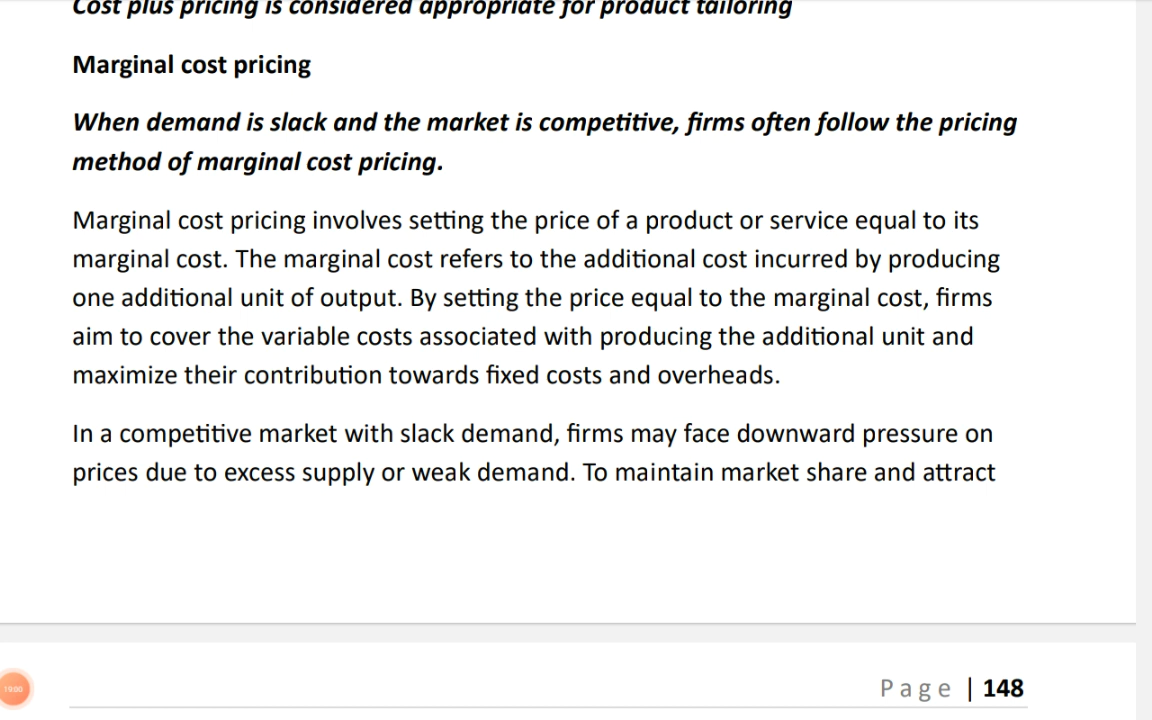 Cost plus pricing is considered appropriate for product tailoring
Marginal cost pricing
When demand is slack and the market is competitive, firms often follow the pricing
method of marginal cost pricing.
Marginal cost pricing involves setting the price of a product or service equal to its
marginal cost. The marginal cost refers to the additional cost incurred by producing
one additional unit of output. By setting the price equal to the marginal cost, firms
aim to cover the variable costs associated with producing the additional unit and
maximize their contribution towards fixed costs and overheads.
In a competitive market with slack demand, firms may face downward pressure on
prices due to excess supply or weak demand. To maintain market share and attract
Page | 148